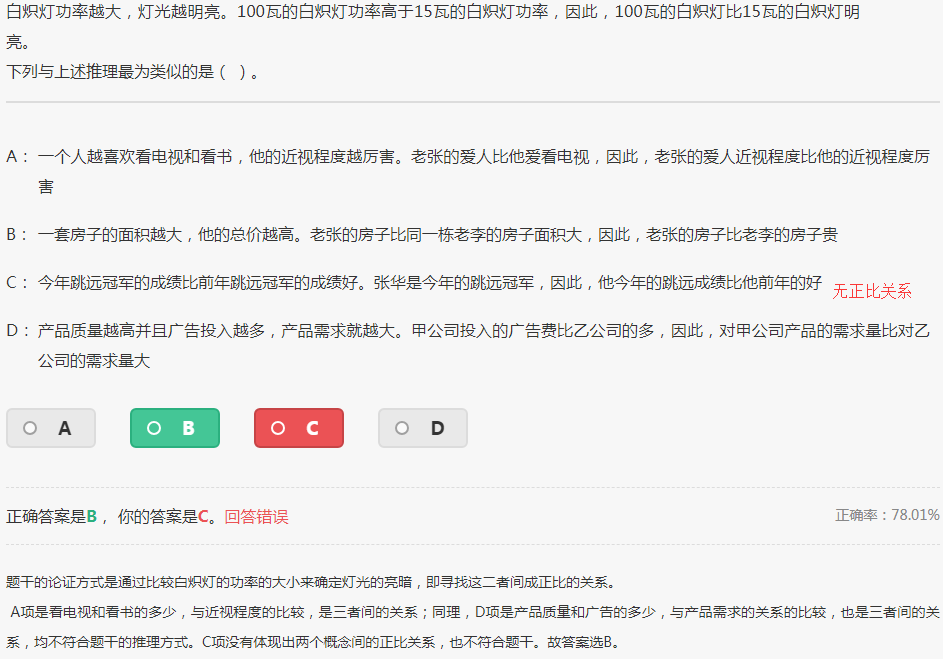 白炽灯功率越大，灯光越明亮。100瓦的白炽灯功率高于15瓦的白炽灯功率，因此，100瓦的白炽灯比15瓦的白炽灯明
亮。
下列与上述推理最为类似的是（ ）。
A： 一个人越喜欢看电视和看书，他的近视程度越厉害。老张的爱人比他爱看电视，因此，老张的爱人近视程度比他的近视程度厉
害
B： 一套房子的面积越大，他的总价越高。老张的房子比同一栋老李的房子面积大，因此，老张的房子比老李的房子贵
C： 今年跳远冠军的成绩比前年跳远冠军的成绩好。张华是今年的跳远冠军，因此，他今年的跳远成绩比他前年的好 无正比关系
D： 产品质量越高并且广告投入越多，产品需求就越大。甲公司投入的广告费比乙公司的多，因此，对甲公司产品的需求量比对乙
公司的需求量大
A B C D
正确答案是B， 你的答案是C。回答错误 正确率：78.01%
题干的论证方式是通过比较白炽灯的功率的大小来确定灯光的亮暗，即寻找这二者间成正比的关系。
A项是看电视和看书的多少，与近视程度的比较，是三者间的关系；同理，D项是产品质量和广告的多少，与产品需求的关系的比较，也是三者间的关
系，均不符合题干的推理方式。C项没有体现出两个概念间的正比关系，也不符合题干。故答案选B。